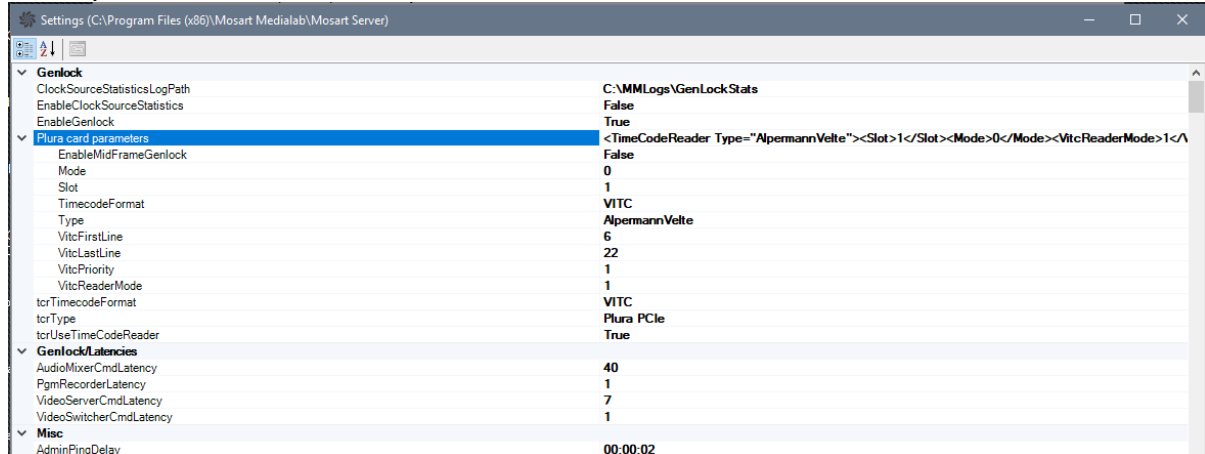 Settings (C:\Program Files (x86)\Mosart Medialab\Mosart Server)
Genlock
ClockSourceStatisticsLogPath C:\MMLogs\GenLockStats
EnableClockSourceStatistics False
EnableGenlock True
Plura card parameters <TimeCodeReader Type="AlpermannVelte"><Slot>1</Slot><Mode>0</Mode><VitcReaderMode>1</V
EnableMidFrameGenlock False
Mode 0
Slot 1
TimecodeFormat VITC
Type AlpermannVelte
VitcFirstLine 6
VitcLastLine 22
VitcPriority 1
VitcReaderMode 1
tcrTimecodeFormat VITC
tcrType Plura PCIe
tcrUseTimeCodeReader True
Genlock/Latencies
AudioMixerCmdLatency 40
PgmRecorderLatency 1
VideoServerCmdLatency 7
VideoSwitcherCmdLatency 1
Misc
AdminPingDelay 00:00:02